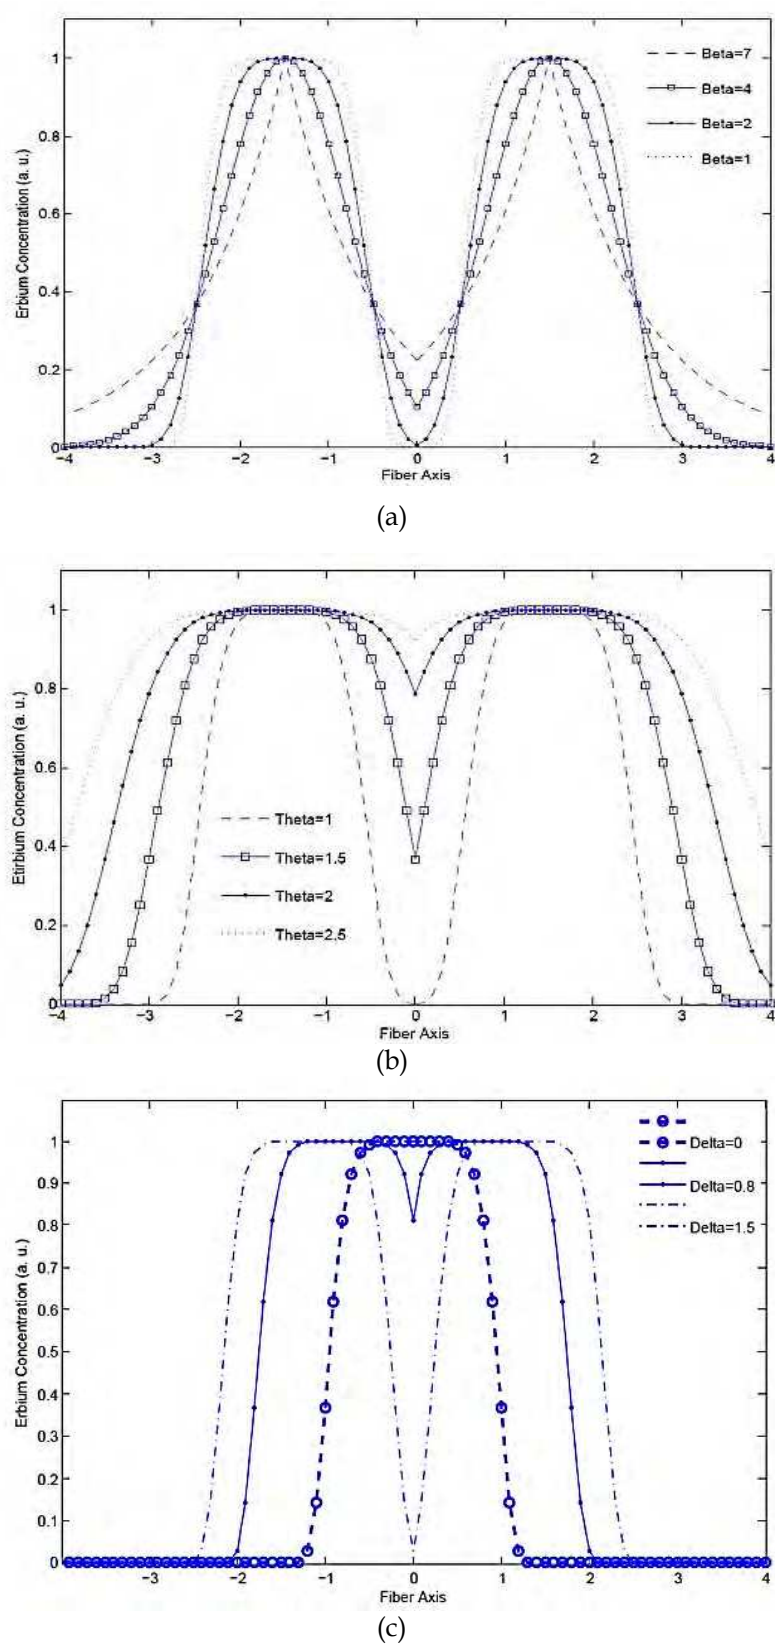 1
0.8
0.6
0.4
0.2
0
Erbium Concentration (a. u.)
Beta=7
Beta=4
Beta=2
Beta=1
−4 −3 −2 −1 0 1 2 3 4
Fiber Axis
(a)
1
0.8
0.6
0.4
0.2
0
Etirbium Concentration (a. u.)
Theta=1
Theta=1.5
Theta=2
Theta=2.5
−4 −3 −2 −1 0 1 2 3 4
Fiber Axis
(b)
1
0.9
0.8
0.7
0.6
0.5
0.4
0.3
0.2
0.1
0
Erbium Concentration (a. u.)
Delta=0
Delta=0.8
Delta=1.5
−3 −2 −1 0 1 2 3 4
Fiber Axis
(c)